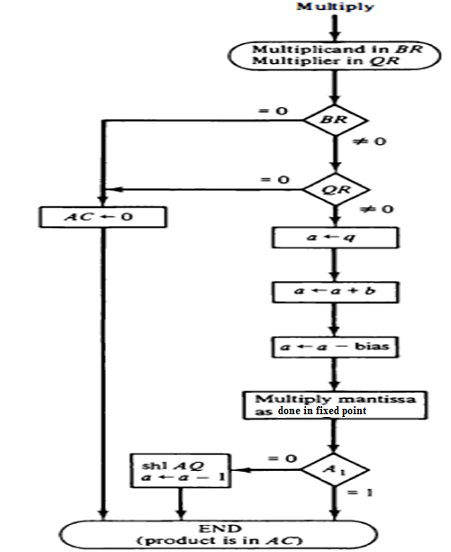 Multiply
Multiplicand in BR
Multiplier in QR
= 0
BR
≠ 0
= 0
QR
≠ 0
AC ← 0
a ← q
a ← a + b
a ← a − bias
Multiply mantissa
as done in fixed point
= 0
shl AQ
a ← a − 1
A₁
= 1
END
(product is in AC)